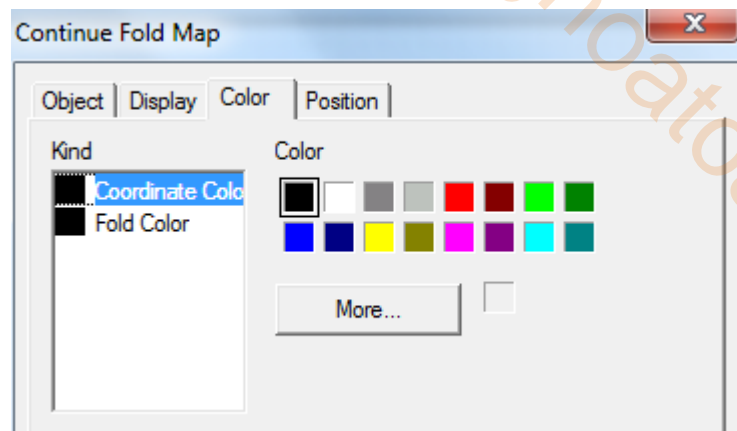 Continue Fold Map
Object Display Color Position
Kind
Color
Coordinate Colo
Fold Color
More...